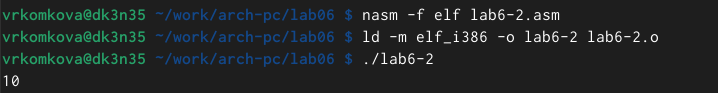 vrkomkova@dk3n35 ~/work/arch-pc/lab06 $ nasm -f elf lab6-2.asm
vrkomkova@dk3n35 ~/work/arch-pc/lab06 $ ld -m elf_i386 -o lab6-2 lab6-2.o
vrkomkova@dk3n35 ~/work/arch-pc/lab06 $ ./lab6-2
10